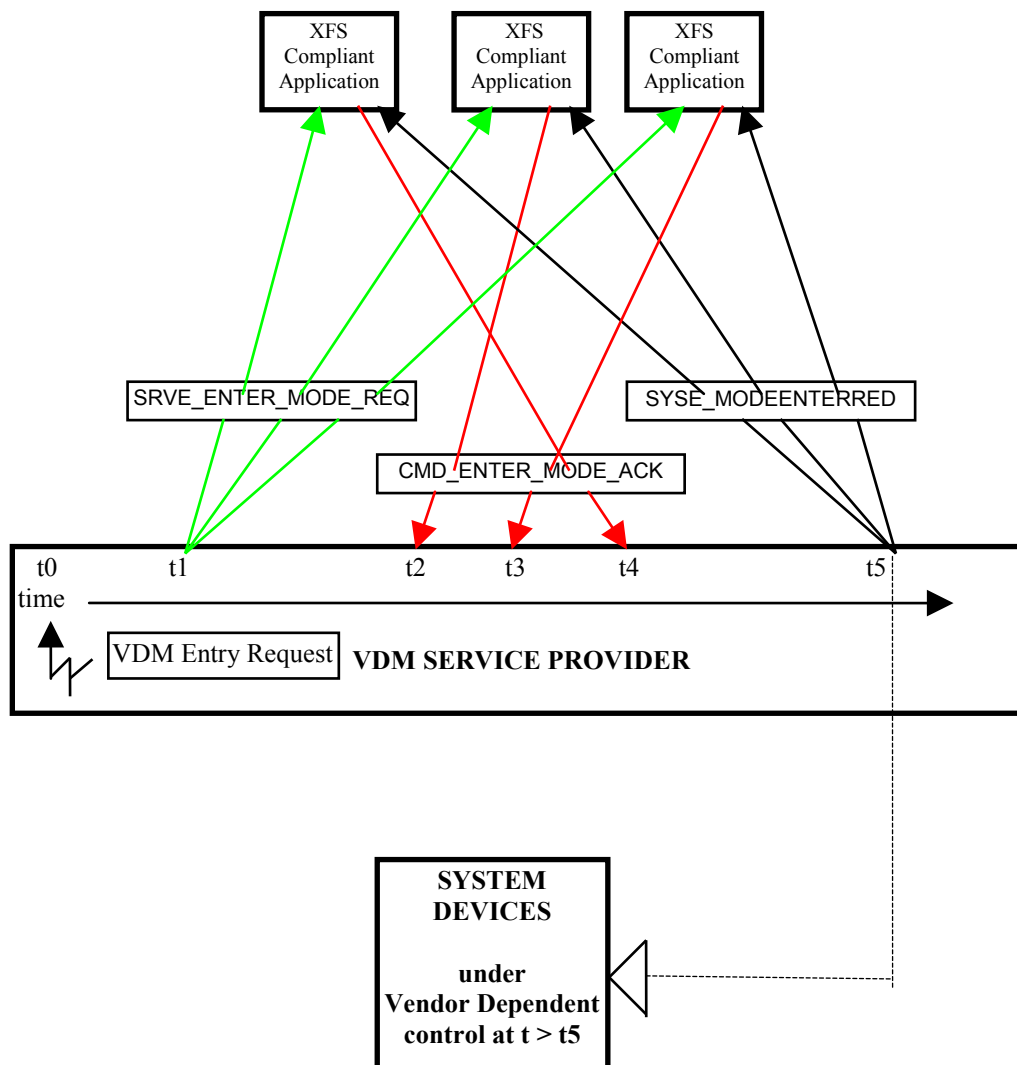 XFS
Compliant
Application
XFS
Compliant
Application
XFS
Compliant
Application
SRVE_ENTER_MODE_REQ
SYSE_MODEENTERRED
CMD_ENTER_MODE_ACK
t0
t1
t2
t3
t4
t5
time
VDM Entry Request
VDM SERVICE PROVIDER
SYSTEM
DEVICES
under
Vendor Dependent
control at t > t5